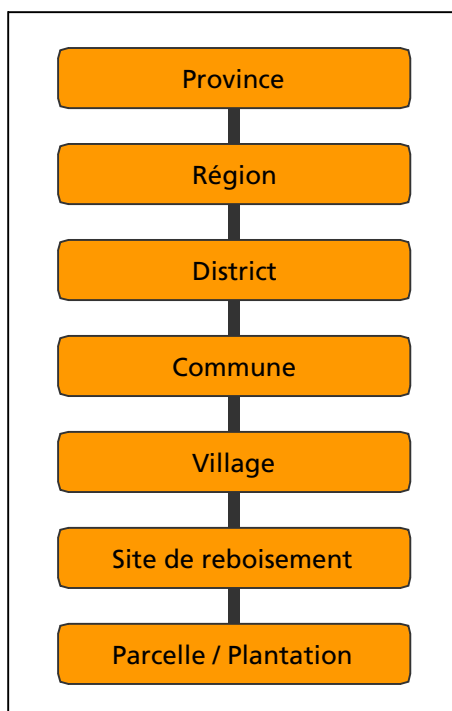 Province
Région
District
Commune
Village
Site de reboisement
Parcelle / Plantation